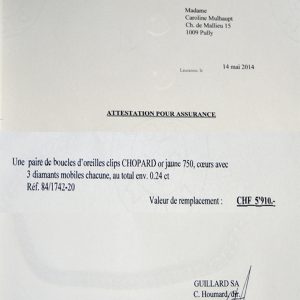 Madame
Caroline Mulhaupt
Ch. de Mallieu 15
1009 Pully
Lausanne, le 14 mai 2014
ATTESTATION POUR ASSURANCE
Une paire de boucles d'oreilles clips CHOPARD or jaune 750, cœurs avec
3 diamants mobiles chacune, au total env. 0.24 ct
Réf. 84/1742-20
Valeur de remplacement : CHF 5'910.-
GUILLARD SA
C. Houmard, dir.